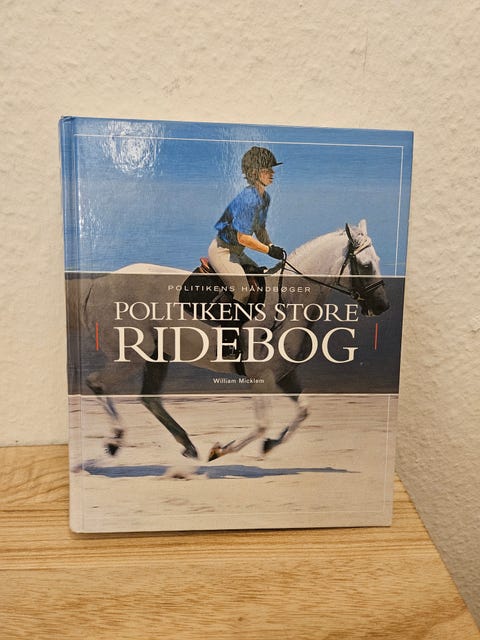 POLITIKENS HÅNDBØGER
POLITIKENS STORE
RIDEBOG
William Micklem